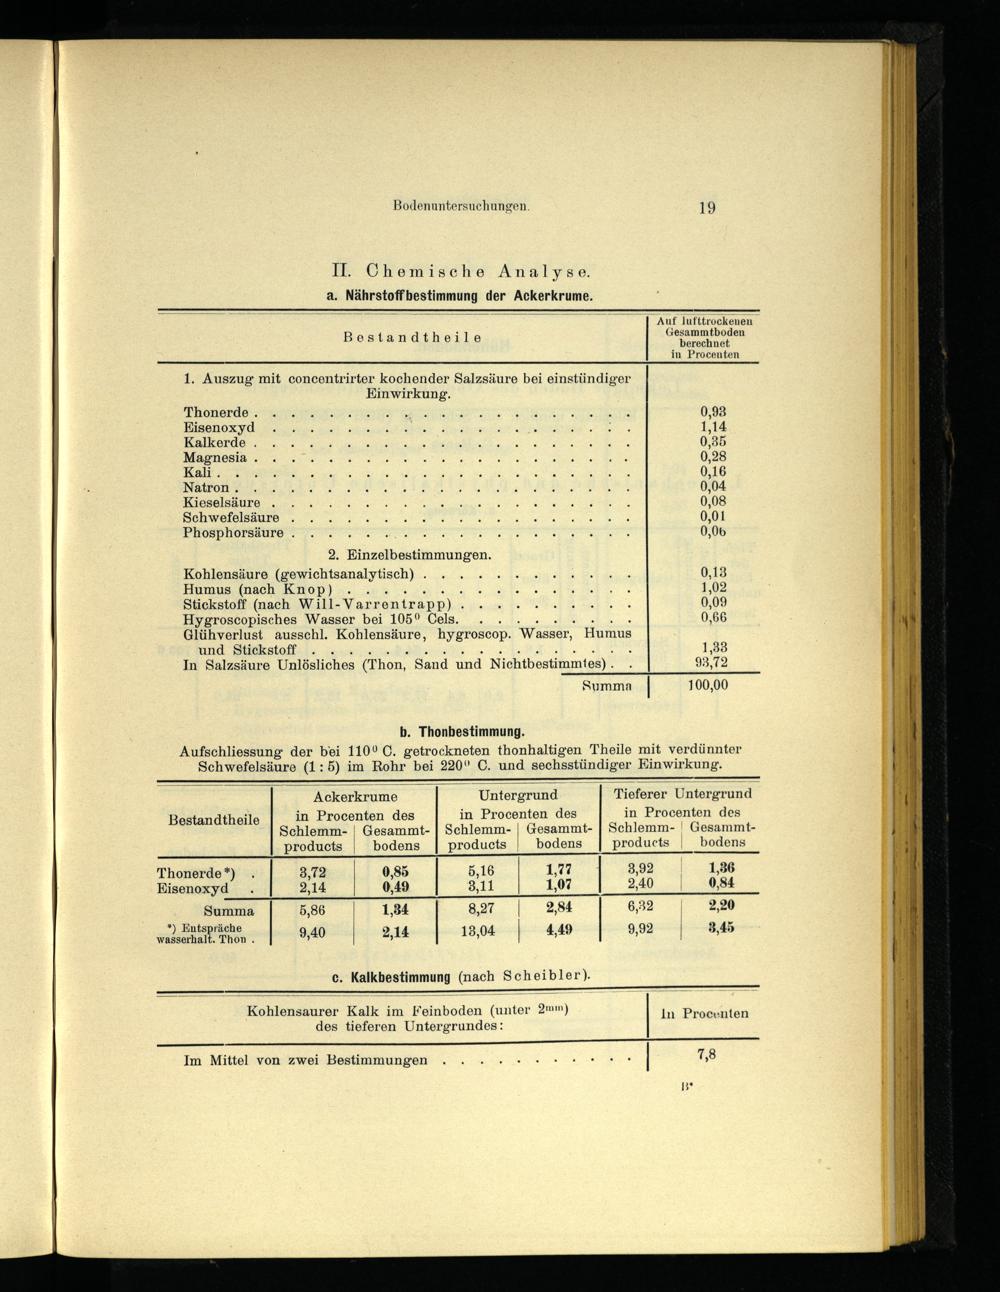 Bodenuntersuchungen. 19
II. Chemische Analyse.
a. Nährstoffbestimmung der Ackerkrume.
Bestandtheile
Auf lufttrockenen
Gesammtboden
berechnet
in Procenten
1. Auszug mit concentrirter kochender Salzsäure bei einstündiger
Einwirkung.
Thonerde . . . . . . . . . . . . . . . . . . . . . 0,93
Eisenoxyd . . . . . . . . . . . . . . . . . . . . 1,14
Kalkerde . . . . . . . . . . . . . . . . . . . . . 0,35
Magnesia . . . . . . . . . . . . . . . . . . . . . 0,28
Kali . . . . . . . . . . . . . . . . . . . . . . . 0,16
Natron . . . . . . . . . . . . . . . . . . . . . . 0,04
Kieselsäure . . . . . . . . . . . . . . . . . . . . 0,08
Schwefelsäure . . . . . . . . . . . . . . . . . . . 0,01
Phosphorsäure . . . . . . . . . . . . . . . . . . . 0,06
2. Einzelbestimmungen.
Kohlensäure (gewichtsanalytisch) . . . . . . . . . . . . 0,13
Humus (nach Knop) . . . . . . . . . . . . . . . . 1,02
Stickstoff (nach Will-Varrentrapp) . . . . . . . . . . 0,09
Hygroscopisches Wasser bei 105⁰ Cels. . . . . . . . . . 0,66
Glühverlust ausschl. Kohlensäure, hygroscop. Wasser, Humus
und Stickstoff . . . . . . . . . . . . . . . . . . 1,33
In Salzsäure Unlösliches (Thon, Sand und Nichtbestimmtes) . . 93,72
Summa 100,00
b. Thonbestimmung.
Aufschliessung der bei 110⁰ C. getrockneten thonhaltigen Theile mit verdünnter
Schwefelsäure (1 : 5) im Rohr bei 220⁰ C. und sechsstündiger Einwirkung.
Bestandtheile
Ackerkrume Untergrund Tieferer Untergrund
in Procenten des in Procenten des in Procenten des
Schlemm- Gesammt- Schlemm- Gesammt- Schlemm- Gesammt-
products bodens products bodens products bodens
Thonerde*) . 3,72 0,85 5,16 1,77 3,92 1,36
Eisenoxyd . 2,14 0,49 3,11 1,07 2,40 0,84
Summa 5,86 1,34 8,27 2,84 6,32 2,20
*) Entspräche
wasserhalt. Thon . 9,40 2,14 13,04 4,49 9,92 3,45
c. Kalkbestimmung (nach Scheibler).
Kohlensaurer Kalk im Feinboden (unter 2ᵐᵐ)
des tieferen Untergrundes:
In Procenten
Im Mittel von zwei Bestimmungen . . . . . . . . . . . 7,8
B*